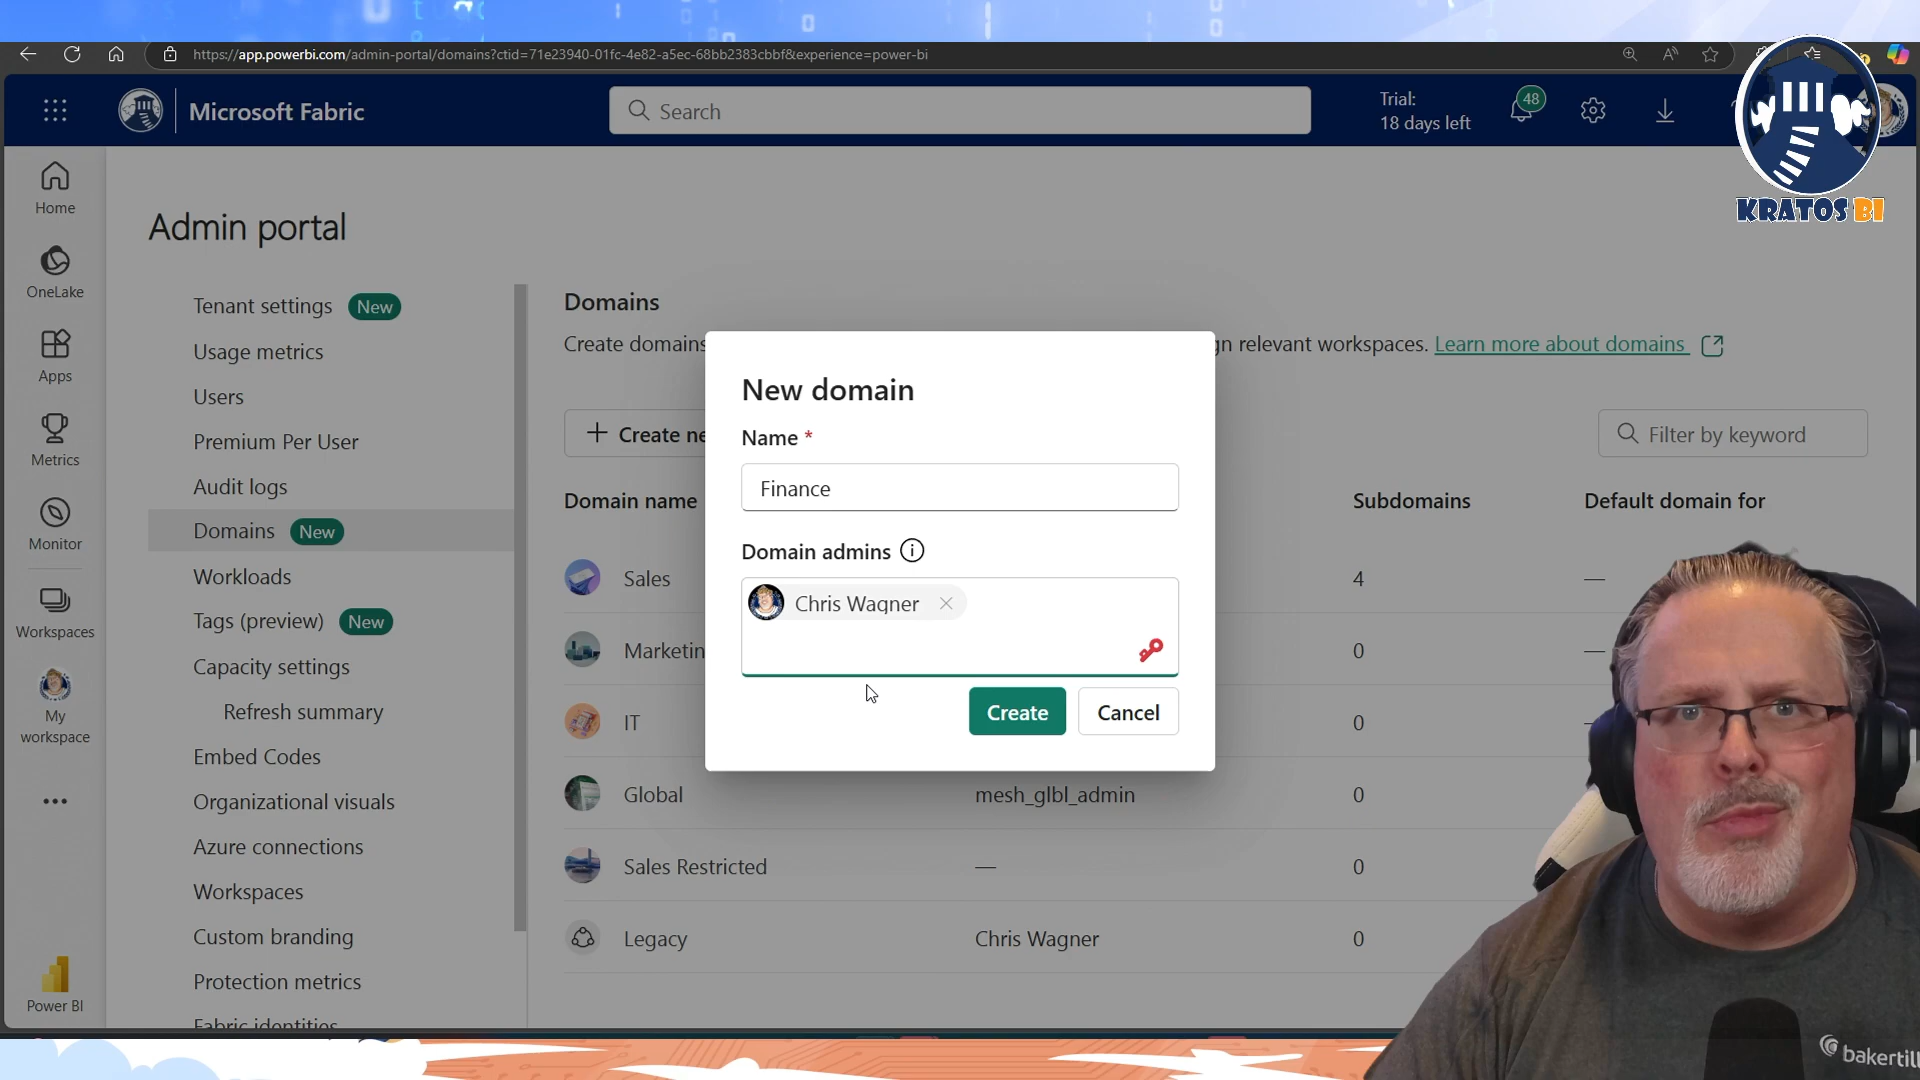 https://app.powerbi.com/admin-portal/domains?ctid=71e23940-01fc-4e82-a5ec-68bb2383cbbf&experience=power-bi
Microsoft Fabric
Search
Trial:
18 days left
48
KRATOS BI
Home
OneLake
Apps
Metrics
Monitor
Workspaces
My
workspace
Power BI
Admin portal
Tenant settings New
Usage metrics
Users
Premium Per User
Audit logs
Domains New
Workloads
Tags (preview) New
Capacity settings
Refresh summary
Embed Codes
Organizational visuals
Azure connections
Workspaces
Custom branding
Protection metrics
Fabric identities
Domains
Create domains
gn relevant workspaces. Learn more about domains
Create ne
Filter by keyword
Domain name
Subdomains
Default domain for
Sales
4
—
Marketin
0
—
IT
0
Global
mesh_glbl_admin
0
Sales Restricted
—
0
Legacy
Chris Wagner
0
New domain
Name *
Finance
Domain admins
Chris Wagner
Create
Cancel
bakertill